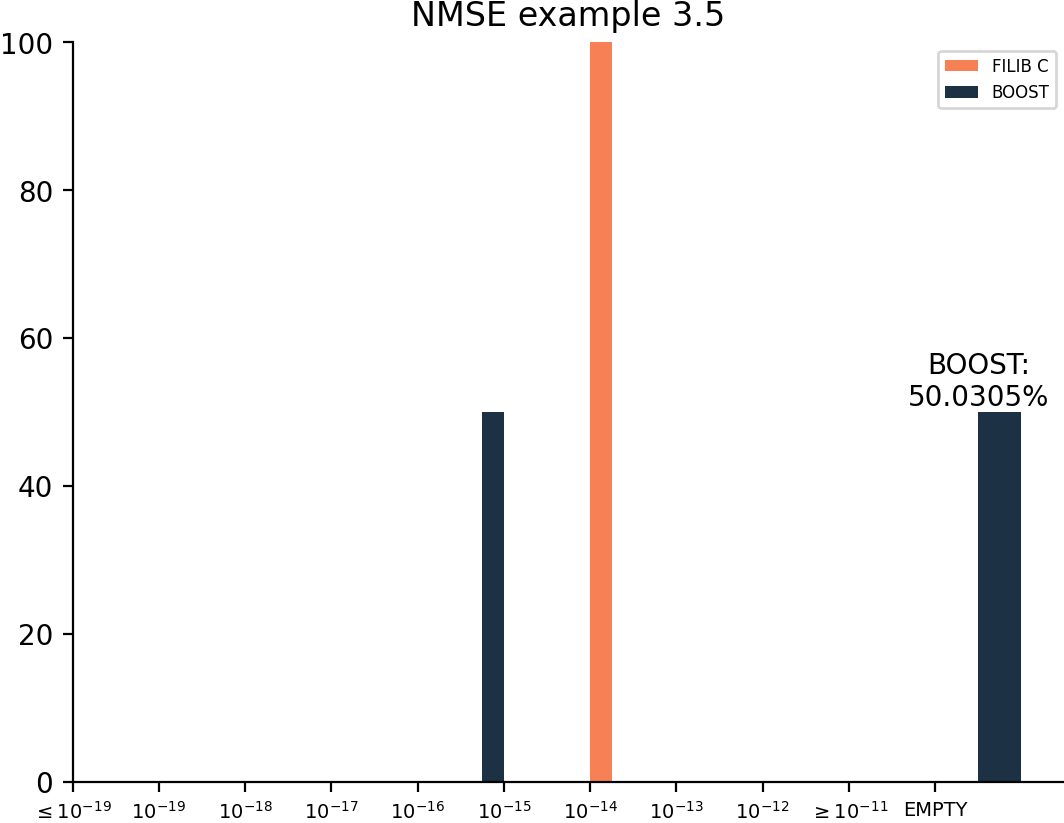 NMSE example 3.5
100
80
60
40
20
0
FILIB C
BOOST
BOOST:
50.0305%
≤ 10⁻¹⁹ 10⁻¹⁹ 10⁻¹⁸ 10⁻¹⁷ 10⁻¹⁶ 10⁻¹⁵ 10⁻¹⁴ 10⁻¹³ 10⁻¹² ≥ 10⁻¹¹ EMPTY